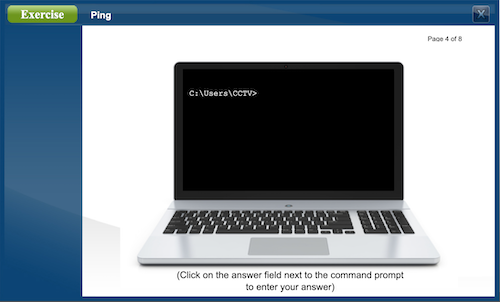 Exercise
Ping
X
Page 4 of 8
C:\Users\CCTV>
(Click on the answer field next to the command prompt
to enter your answer)